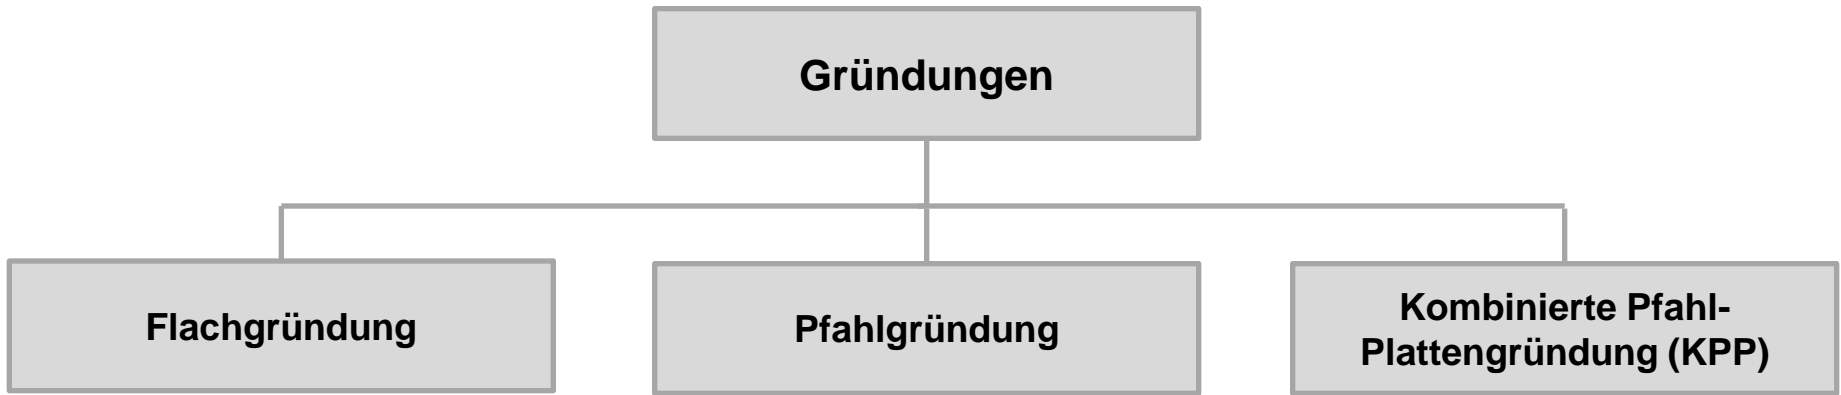 Gründungen
Flachgründung
Pfahlgründung
Kombinierte Pfahl-
Plattengründung (KPP)